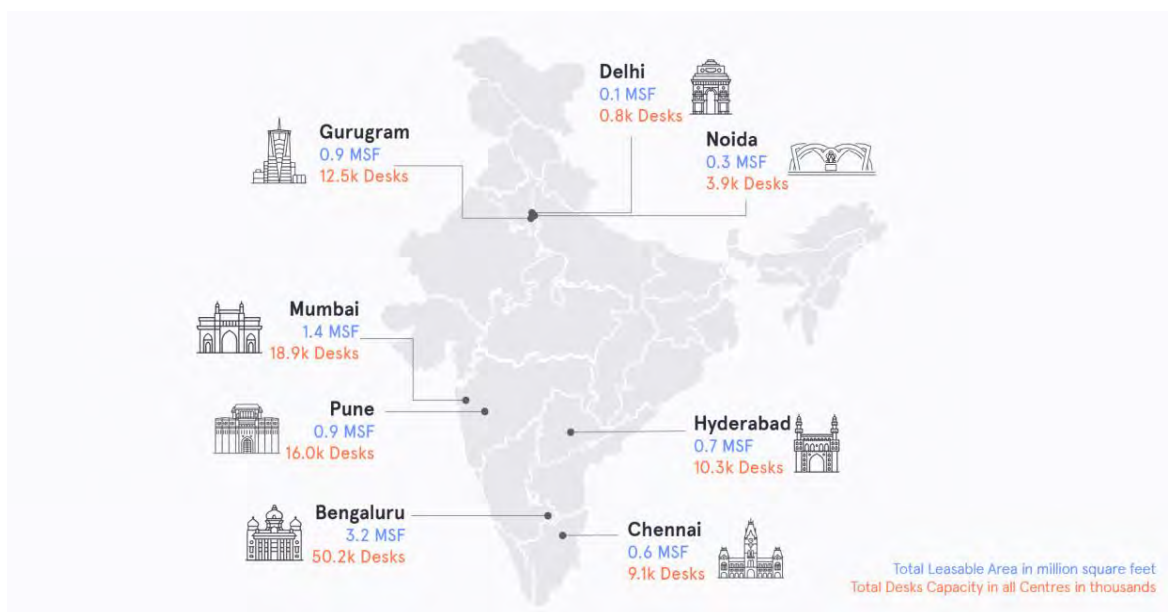 Delhi
0.1 MSF
0.8k Desks
Gurugram
0.9 MSF
12.5k Desks
Noida
0.3 MSF
3.9k Desks
Mumbai
1.4 MSF
18.9k Desks
Pune
0.9 MSF
16.0k Desks
Hyderabad
0.7 MSF
10.3k Desks
Bengaluru
3.2 MSF
50.2k Desks
Chennai
0.6 MSF
9.1k Desks
Total Leasable Area in million square feet
Total Desks Capacity in all Centres in thousands